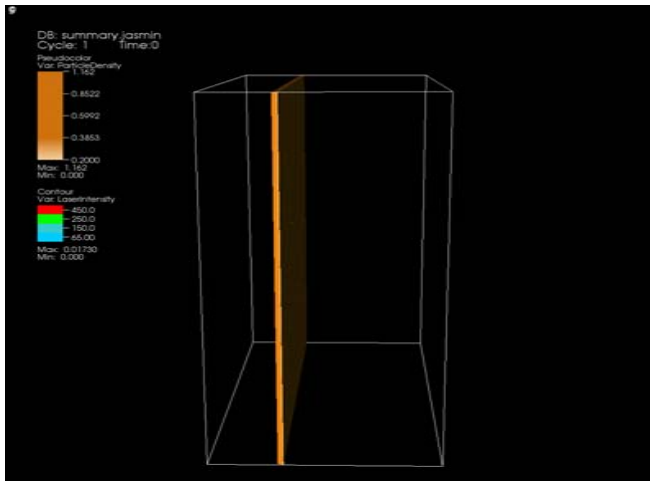 DB: summary.jasmin
Cycle: 1 Time:0
Pseudocolor
Var: ParticleDensity
1.162
0.8522
0.5992
0.3853
0.2000
Max: 1.162
Min: 0.000
Contour
Var: LaserIntensity
450.0
250.0
150.0
65.00
Max: 0.01730
Min: 0.000